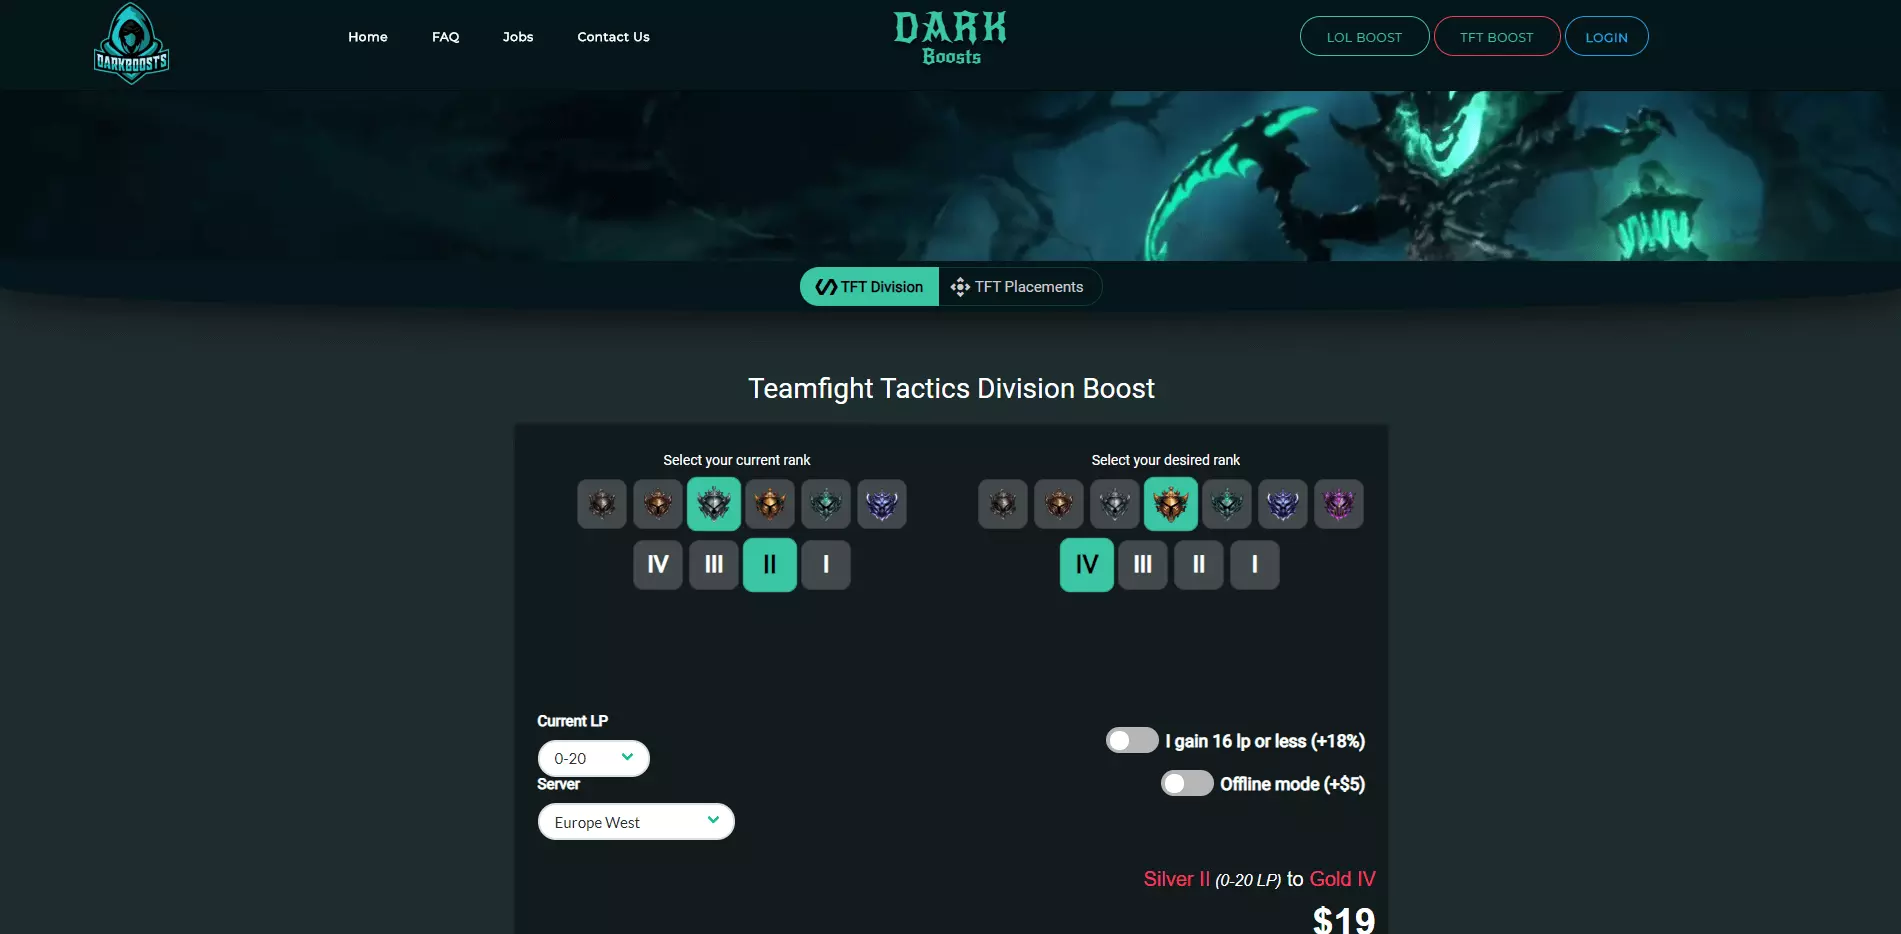 DARKBOOSTS
Home FAQ Jobs Contact Us
DARK
Boosts
LOL BOOST TFT BOOST LOGIN
TFT Division TFT Placements
Teamfight Tactics Division Boost
Select your current rank
IV III II I
Select your desired rank
IV III II I
Current LP
0-20
Server
Europe West
I gain 16 lp or less (+18%)
Offline mode (+$5)
Silver II (0-20 LP) to Gold IV
$19